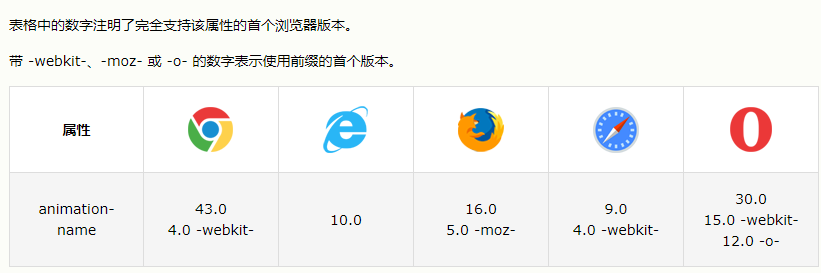 表格中的数字注明了完全支持该属性的首个浏览器版本。
带 -webkit-、-moz- 或 -o- 的数字表示使用前缀的首个版本。
属性
animation-
name
43.0
4.0 -webkit-
10.0
16.0
5.0 -moz-
9.0
4.0 -webkit-
30.0
15.0 -webkit-
12.0 -o-